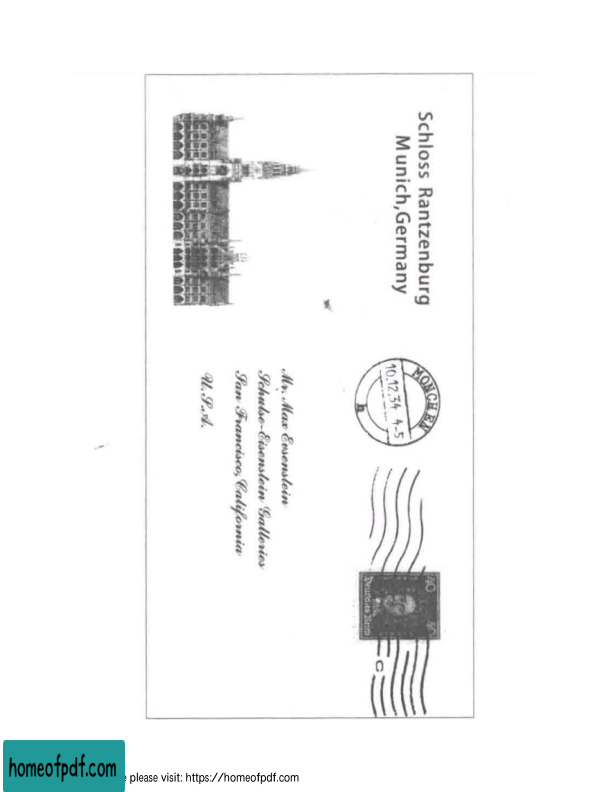 Schloss Rantzenburg
Munich, Germany
MÜNCHEN
10.12.34 4-5
h
40 40
Deutsches Reich
C
Mr. Max Eisenstein
Schulse-Eisenstein Galleries
San Francisco, California
U.S.A.
homeofpdf.com
please visit: https://homeofpdf.com